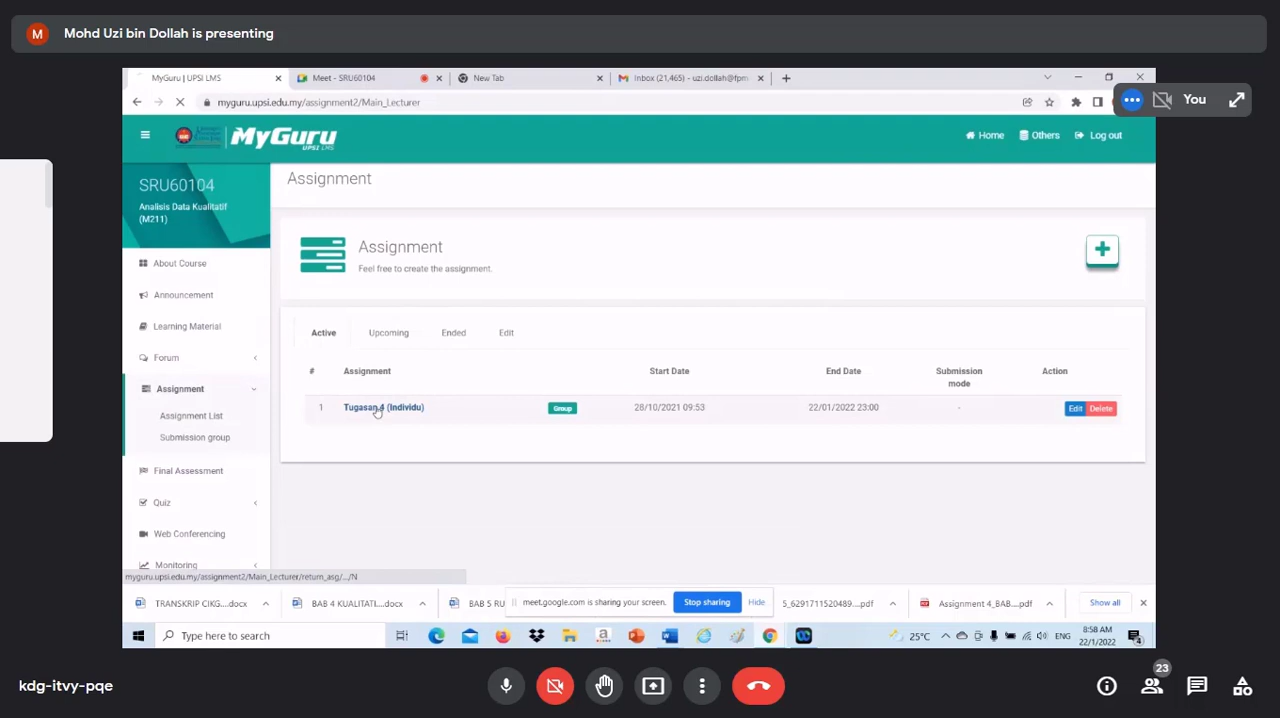 M Mohd Uzi bin Dollah is presenting
MyGuru | UPSI LMS
Meet - SRU60104
New Tab
Inbox (21,465) - uzi.dollah@fpm
myguru.upsi.edu.my/assignment2/Main_Lecturer
You
MyGuru
UPSI LMS
Home
Others
Log out
SRU60104
Analisis Data Kualitatif
(M211)
Assignment
Assignment
Feel free to create the assignment.
About Course
Announcement
Learning Material
Forum
Assignment
Assignment List
Submission group
Final Assessment
Quiz
Web Conferencing
Monitoring
Active Upcoming Ended Edit
# Assignment Start Date End Date Submission mode Action
1 Tugasan 4 (Individu) Group 28/10/2021 09:53 22/01/2022 23:00 - Edit Delete
myguru.upsi.edu.my/assignment2/Main_Lecturer/return_asg/.../N
TRANSKRIP CIKG....docx
BAB 4 KUALITATI....docx
BAB 5 RU
meet.google.com is sharing your screen.
Stop sharing
Hide
5_6291711520489....pdf
Assignment 4_BAB....pdf
Show all
Type here to search
25°C
ENG
8:58 AM
22/1/2022
4
kdg-itvy-pqe
23